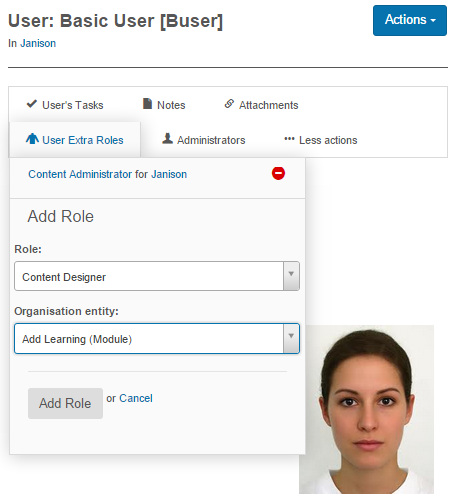 User: Basic User [Buser]
Actions
In Janison
User's Tasks
Notes
Attachments
User Extra Roles
Administrators
Less actions
Content Administrator for Janison
Add Role
Role:
Content Designer
Organisation entity:
Add Learning (Module)
Add Role or Cancel